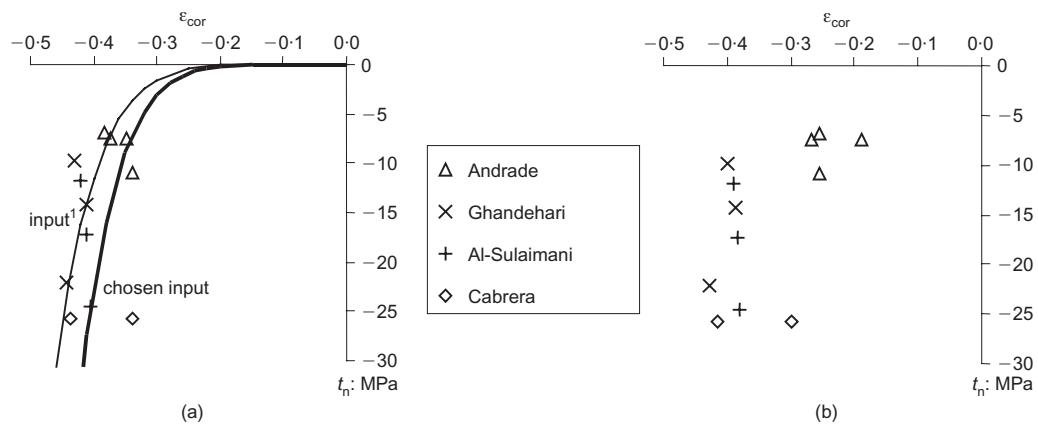 εcor
−0·5 −0·4 −0·3 −0·2 −0·1 0·0
0
−5
−10
−15
−20
−25
−30
tn: MPa
input1
chosen input
(a)
Andrade
Ghandehari
Al-Sulaimani
Cabrera
εcor
−0·5 −0·4 −0·3 −0·2 −0·1 0·0
0
−5
−10
−15
−20
−25
−30
tn: MPa
(b)